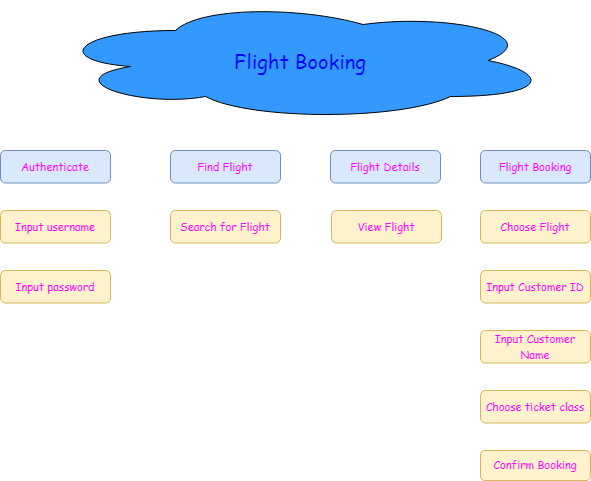 Flight Booking
Authenticate
Find Flight
Flight Details
Flight Booking
Input username
Search for Flight
View Flight
Choose Flight
Input password
Input Customer ID
Input Customer
Name
Choose ticket class
Confirm Booking